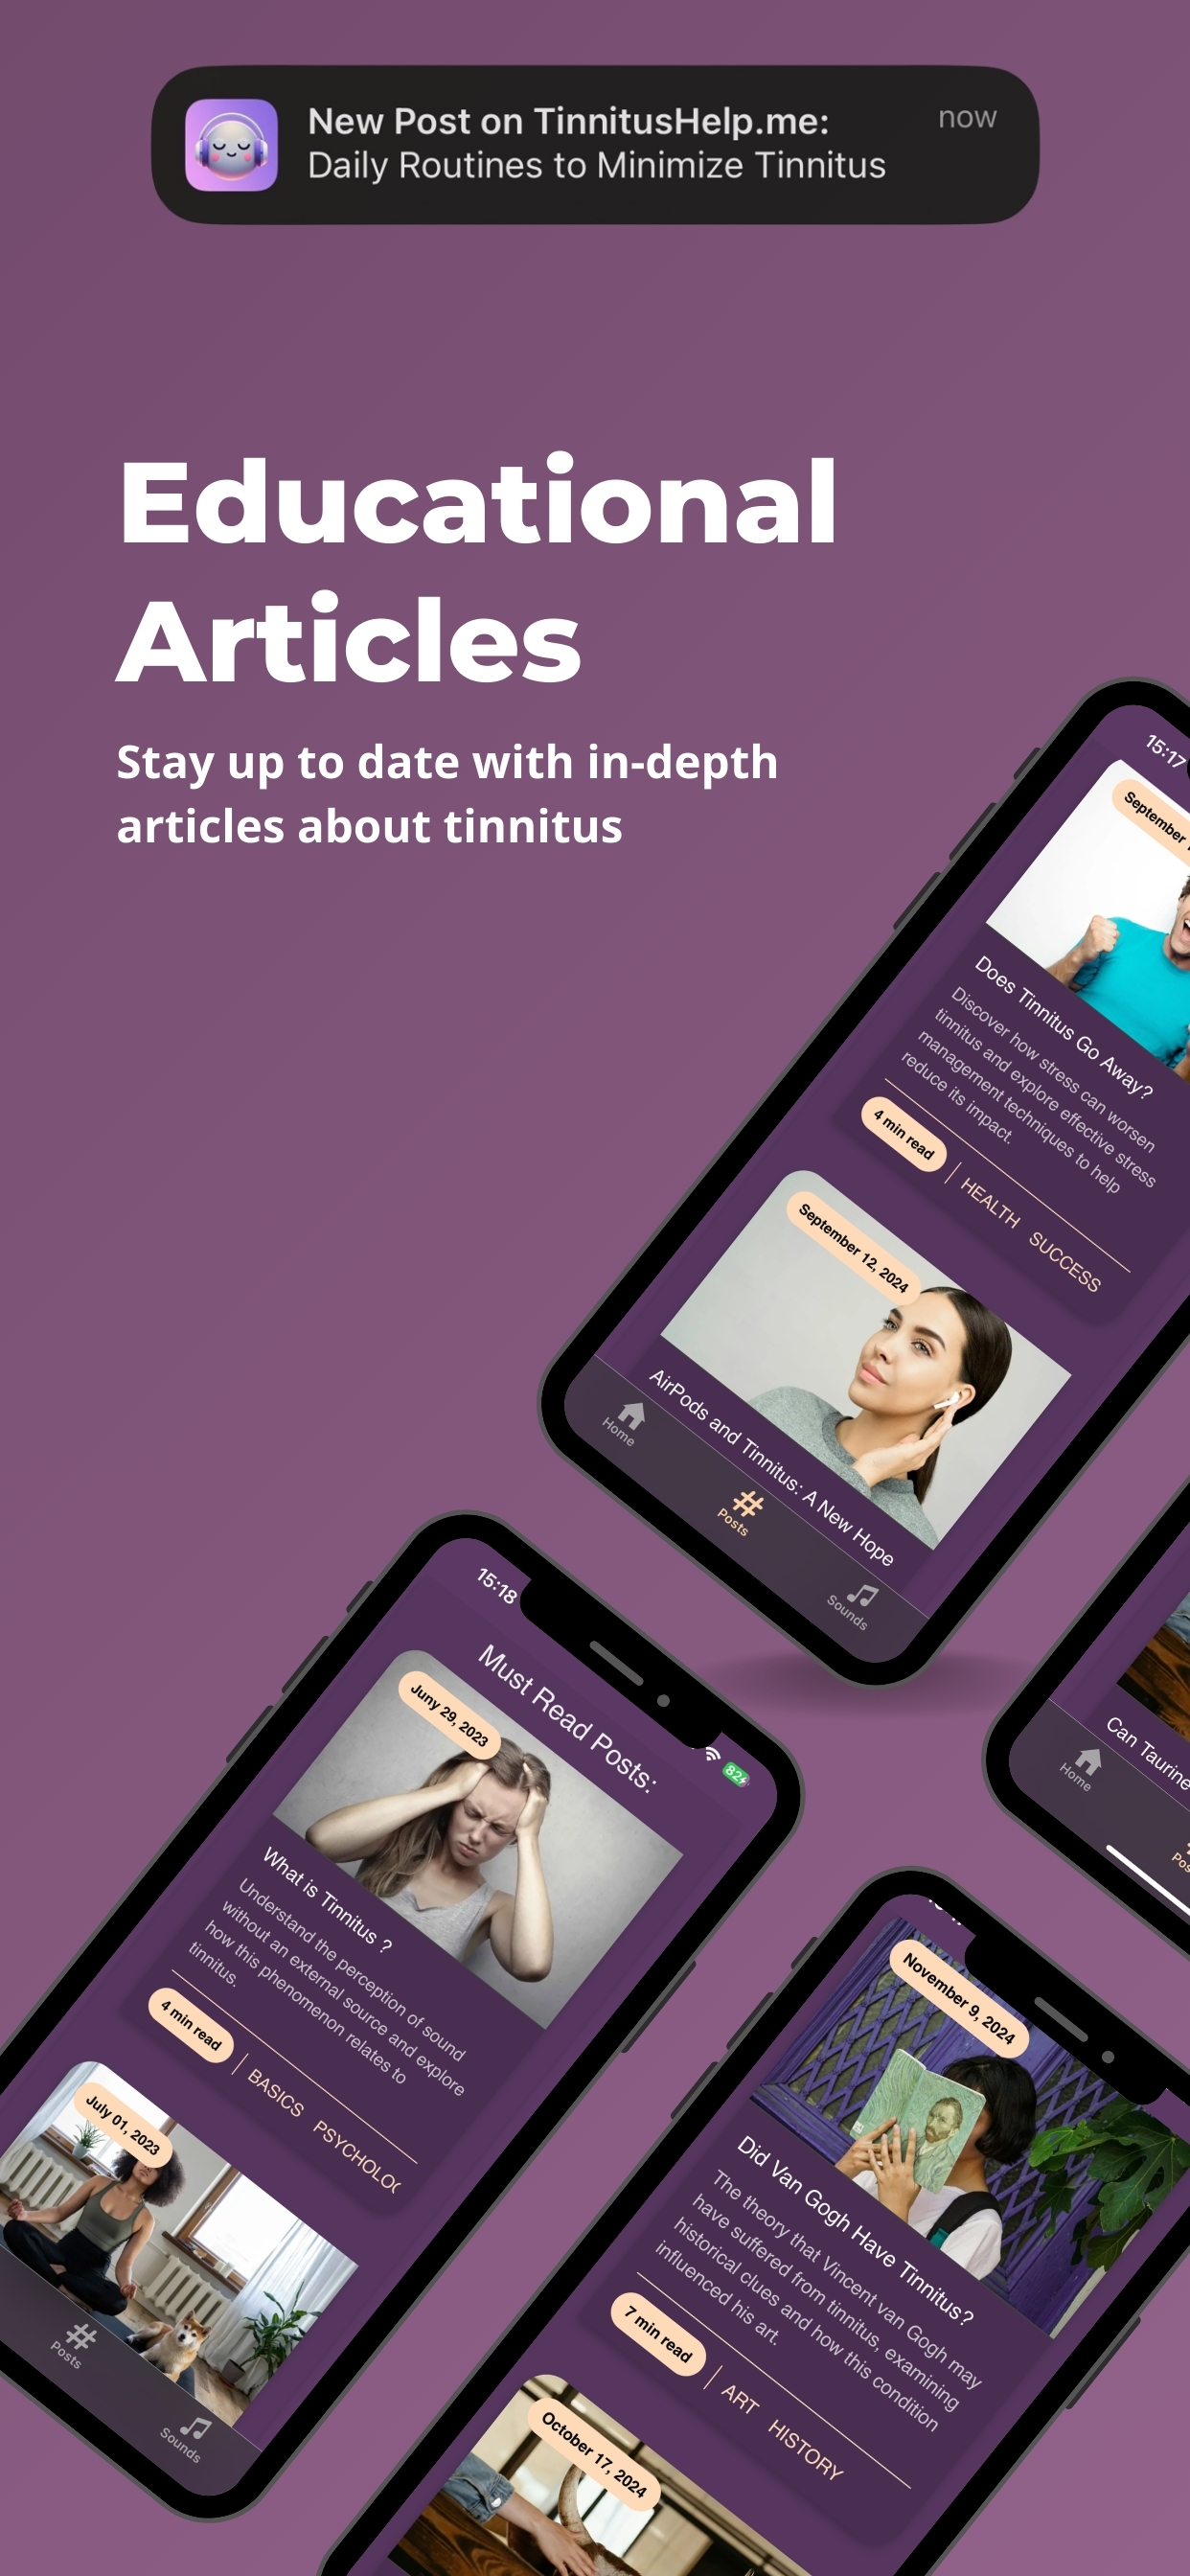 New Post on TinnitusHelp.me:
now
Daily Routines to Minimize Tinnitus
Educational
Articles
Stay up to date with in-depth
articles about tinnitus
15:17
September
Does Tinnitus Go Away?
Discover how stress can worsen
tinnitus and explore effective stress
management techniques to help
reduce its impact.
4 min read
HEALTH SUCCESS
September 12, 2024
AirPods and Tinnitus: A New Hope
Home
Posts
Sounds
Can Taurine
Home
15:18
82
Must Read Posts:
Juny 29, 2023
What is Tinnitus ?
Understand the perception of sound
without an external source and explore
how this phenomenon relates to
tinnitus.
4 min read
BASICS
July 01, 2023
Posts
Sounds
November 9, 2024
Did Van Gogh Have Tinnitus?
The theory that Vincent van Gogh may
have suffered from tinnitus, examining
historical clues and how this condition
influenced his art.
7 min read
ART HISTORY
October 17, 2024